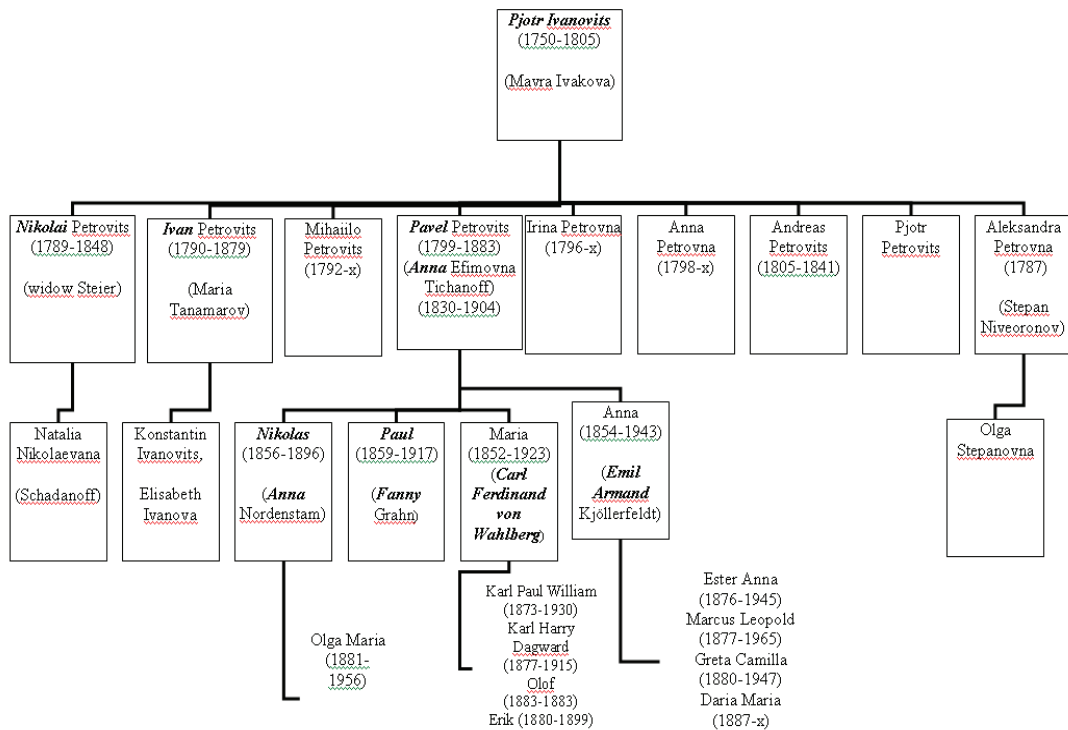 Pjotr Ivanovits
(1750-1805)
(Mavra Ivakova)
Nikolai Petrovits
(1789-1848)
(widow Steier)
Ivan Petrovits
(1790-1879)
(Maria
Tanamarov)
Mihaiilo
Petrovits
(1792-x)
Pavel Petrovits
(1799-1883)
(Anna Efimovna
Tichanoff)
(1830-1904)
Irina Petrovna
(1796-x)
Anna
Petrovna
(1798-x)
Andreas
Petrovits
(1805-1841)
Pjotr
Petrovits
Aleksandra
Petrovna
(1787)
(Stepan
Niveoronov)
Natalia
Nikolaevana
(Schadanoff)
Konstantin
Ivanovits,
Elisabeth
Ivanova
Nikolas
(1856-1896)
(Anna
Nordenstam)
Paul
(1859-1917)
(Fanny
Grahn)
Maria
(1852-1923)
(Carl
Ferdinand
von
Wahlberg)
Anna
(1854-1943)
(Emil
Armand
Kjöllerfeldt)
Olga
Stepanovna
Olga Maria
(1881-
1956)
Karl Paul William
(1873-1930)
Karl Harry
Dagward
(1877-1915)
Olof
(1883-1883)
Erik (1880-1899)
Ester Anna
(1876-1945)
Marcus Leopold
(1877-1965)
Greta Camilla
(1880-1947)
Daria Maria
(1887-x)